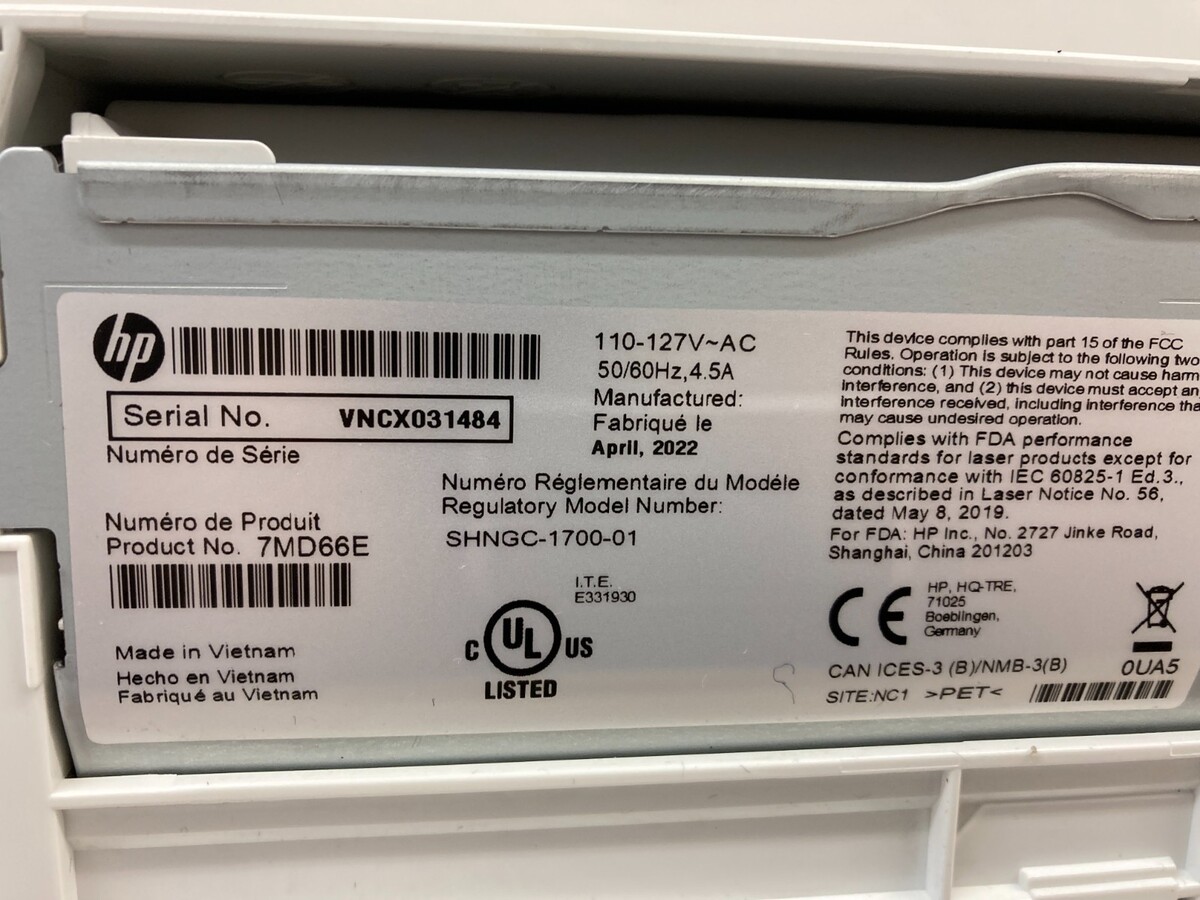 hp
Serial No. VNCX031484
Numéro de Série
Numéro de Produit
Product No. 7MD66E
Made in Vietnam
Hecho en Vietnam
Fabriqué au Vietnam
110-127V~AC
50/60Hz,4.5A
Manufactured:
Fabriqué le
April, 2022
Numéro Réglementaire du Modéle
Regulatory Model Number:
SHNGC-1700-01
I.T.E.
E331930
C UL US
LISTED
This device complies with part 15 of the FCC
Rules. Operation is subject to the following two
conditions: (1) This device may not cause
interference, and (2) this device must accept
interference received, including interference
may cause undesired operation.
Complies with FDA performance
standards for laser products except for
conformance with IEC 60825-1 Ed.3.,
as described in Laser Notice No. 56,
dated May 8, 2019.
For FDA: HP Inc., No. 2727 Jinke Road,
Shanghai, China 201203
CE
HP, HQ-TRE,
71025
Boeblingen,
Germany
CAN ICES-3 (B)/NMB-3(B)
0UA5
SITE:NC1 >PET<